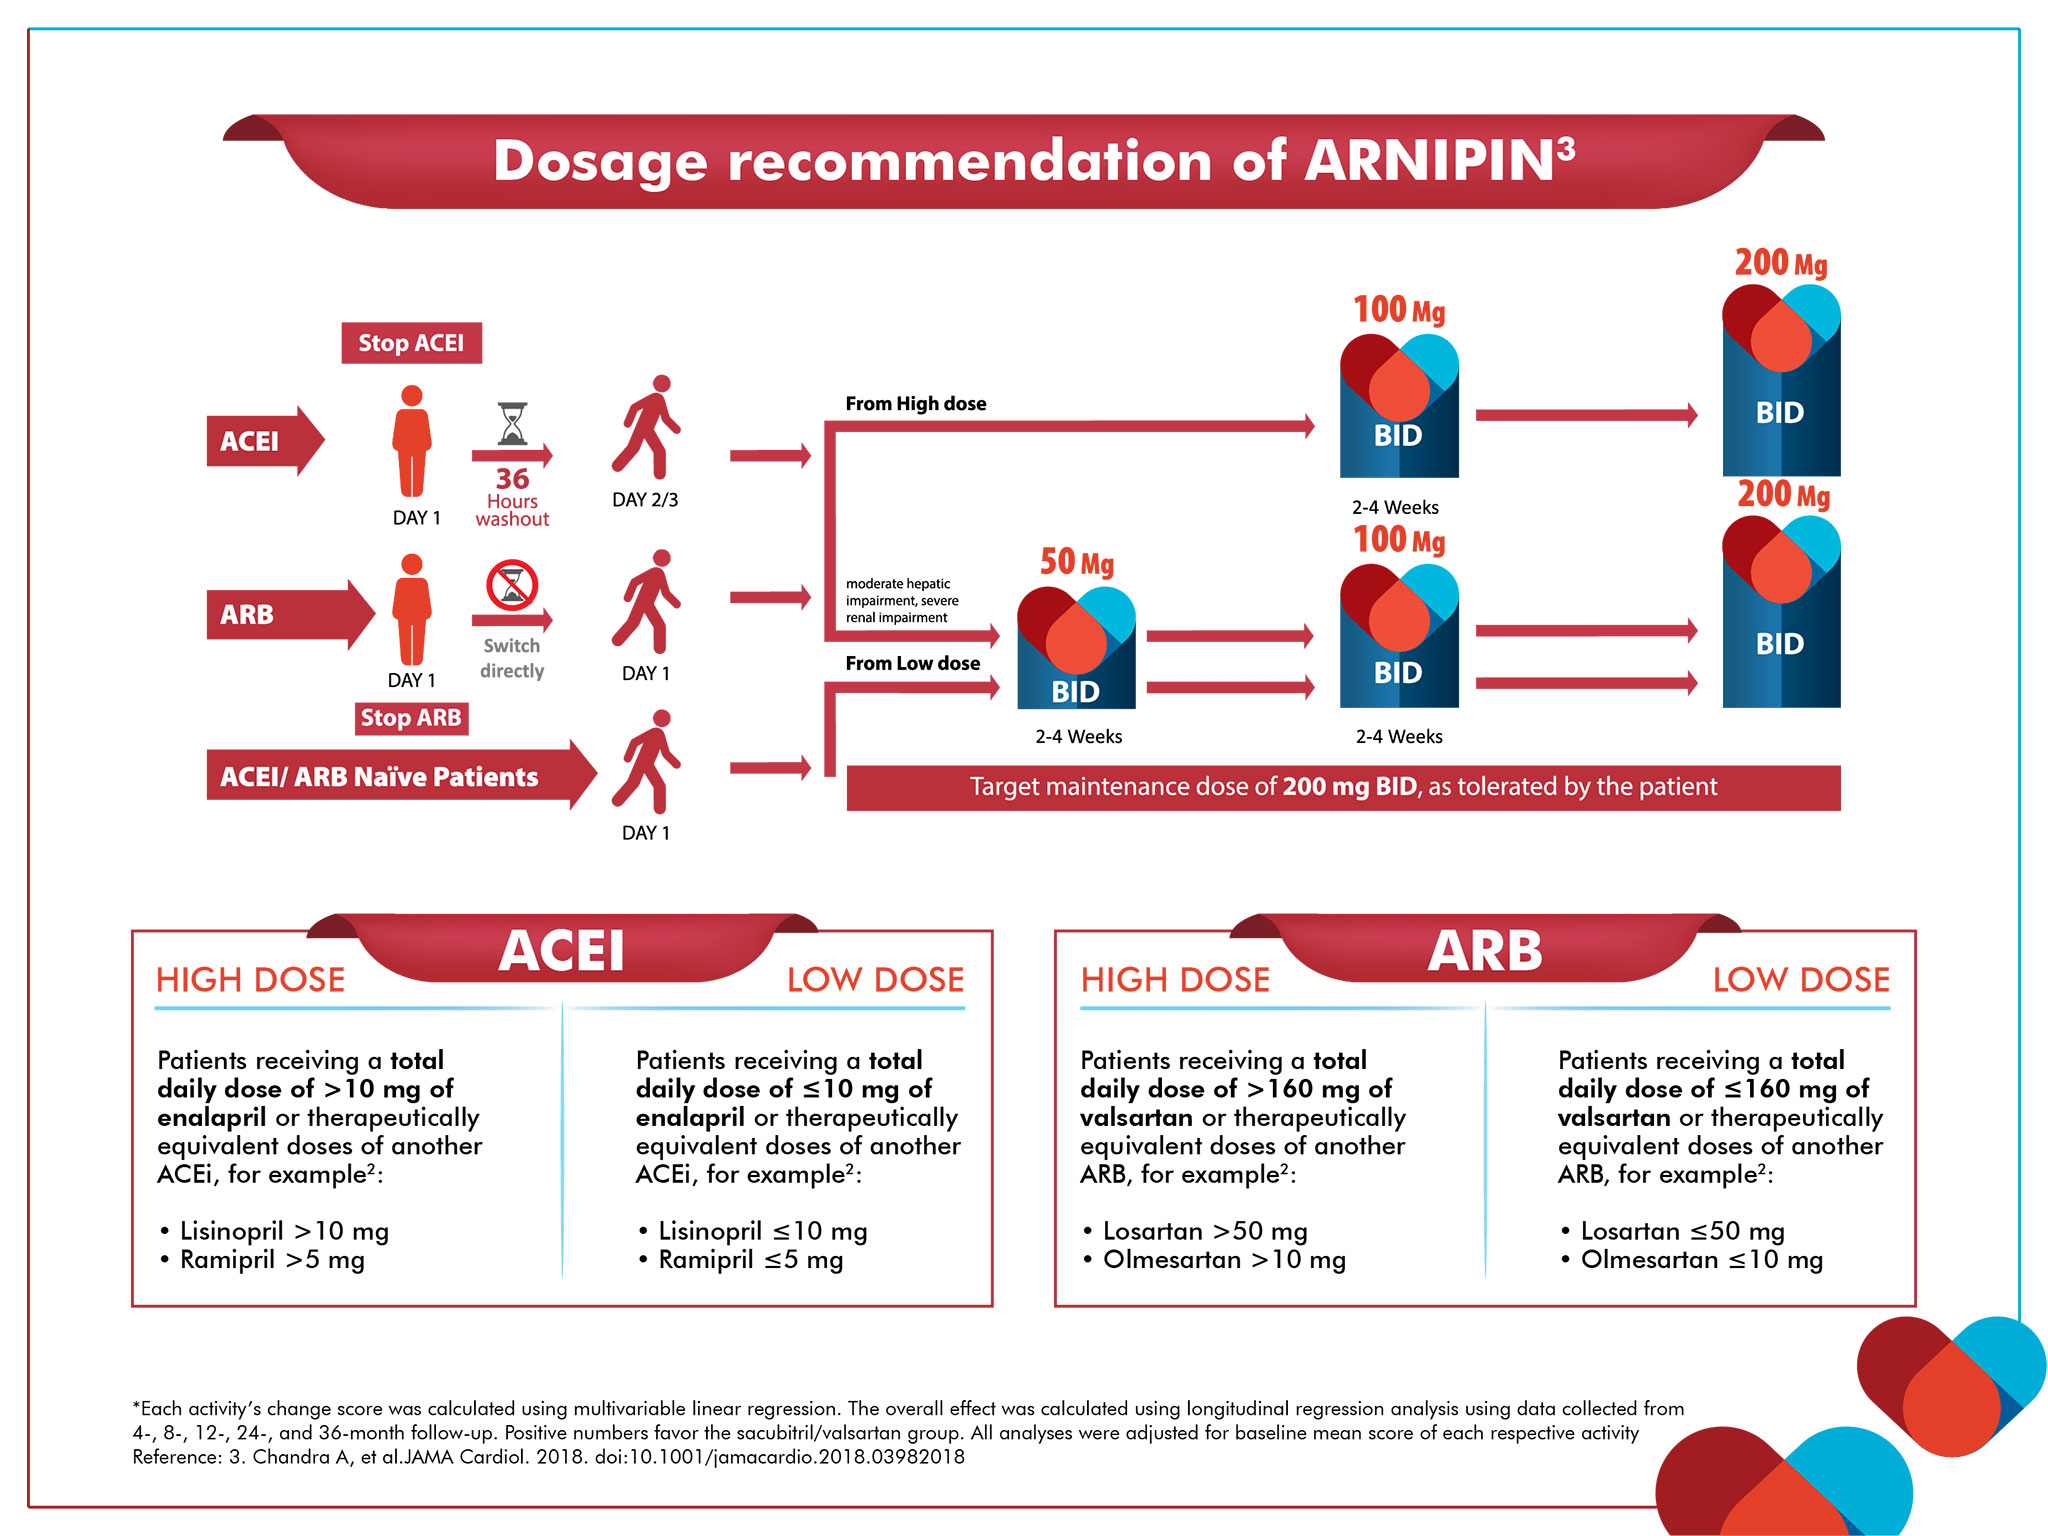 Dosage recommendation of ARNIPIN³
Stop ACEI
ACEI
DAY 1
36
Hours
washout
DAY 2/3
From High dose
100 Mg
BID
2-4 Weeks
200 Mg
BID
ARB
DAY 1
Switch
directly
DAY 1
Stop ARB
moderate hepatic
impairment, severe
renal impairment
From Low dose
50 Mg
BID
2-4 Weeks
100 Mg
BID
2-4 Weeks
200 Mg
BID
ACEI/ ARB Naïve Patients
DAY 1
Target maintenance dose of 200 mg BID, as tolerated by the patient
ACEI
HIGH DOSE
Patients receiving a total
daily dose of >10 mg of
enalapril or therapeutically
equivalent doses of another
ACEi, for example²:
• Lisinopril >10 mg
• Ramipril >5 mg
LOW DOSE
Patients receiving a total
daily dose of ≤10 mg of
enalapril or therapeutically
equivalent doses of another
ACEi, for example²:
• Lisinopril ≤10 mg
• Ramipril ≤5 mg
ARB
HIGH DOSE
Patients receiving a total
daily dose of >160 mg of
valsartan or therapeutically
equivalent doses of another
ARB, for example²:
• Losartan >50 mg
• Olmesartan >10 mg
LOW DOSE
Patients receiving a total
daily dose of ≤160 mg of
valsartan or therapeutically
equivalent doses of another
ARB, for example²:
• Losartan ≤50 mg
• Olmesartan ≤10 mg
*Each activity's change score was calculated using multivariable linear regression. The overall effect was calculated using longitudinal regression analysis using data collected from
4-, 8-, 12-, 24-, and 36-month follow-up. Positive numbers favor the sacubitril/valsartan group. All analyses were adjusted for baseline mean score of each respective activity
Reference: 3. Chandra A, et al.JAMA Cardiol. 2018. doi:10.1001/jamacardio.2018.03982018